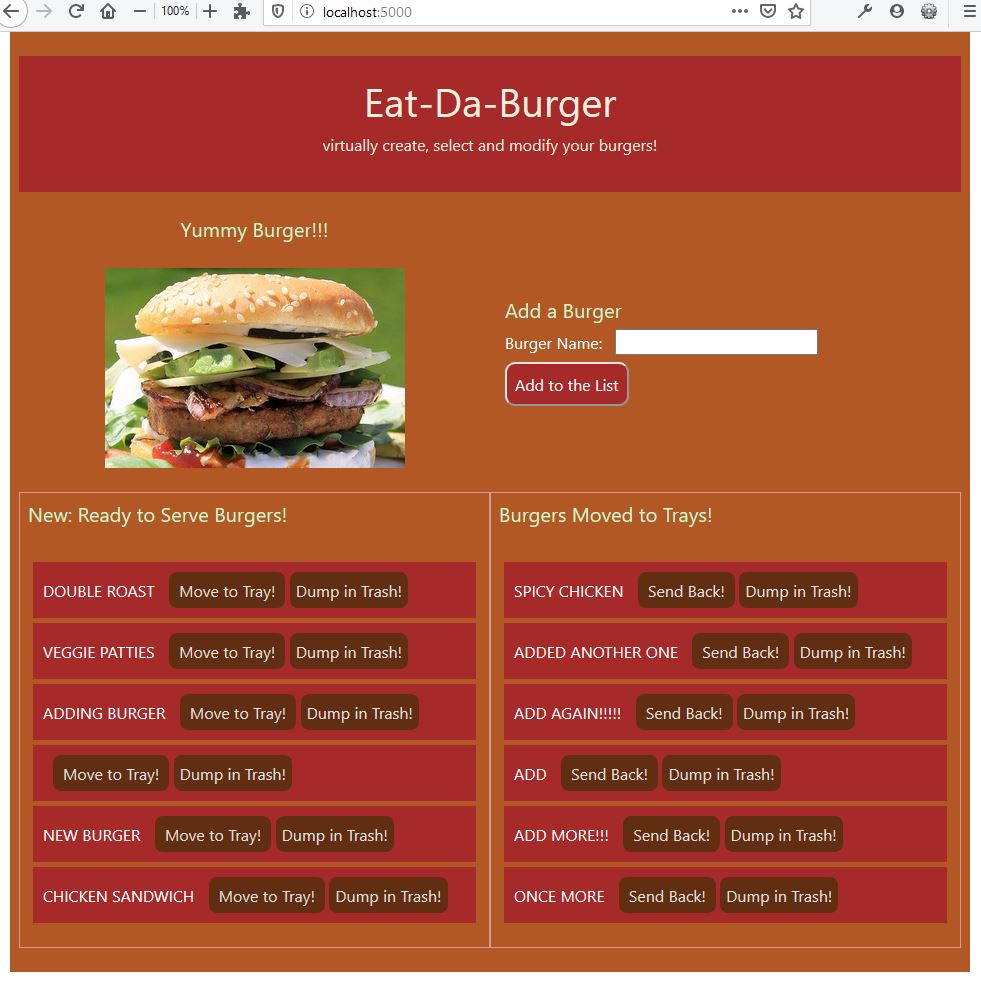 100%
localhost:5000
Eat-Da-Burger
virtually create, select and modify your burgers!
Yummy Burger!!!
Add a Burger
Burger Name:
Add to the List
New: Ready to Serve Burgers!
DOUBLE ROAST Move to Tray! Dump in Trash!
VEGGIE PATTIES Move to Tray! Dump in Trash!
ADDING BURGER Move to Tray! Dump in Trash!
Move to Tray! Dump in Trash!
NEW BURGER Move to Tray! Dump in Trash!
CHICKEN SANDWICH Move to Tray! Dump in Trash!
Burgers Moved to Trays!
SPICY CHICKEN Send Back! Dump in Trash!
ADDED ANOTHER ONE Send Back! Dump in Trash!
ADD AGAIN!!!!! Send Back! Dump in Trash!
ADD Send Back! Dump in Trash!
ADD MORE!!! Send Back! Dump in Trash!
ONCE MORE Send Back! Dump in Trash!